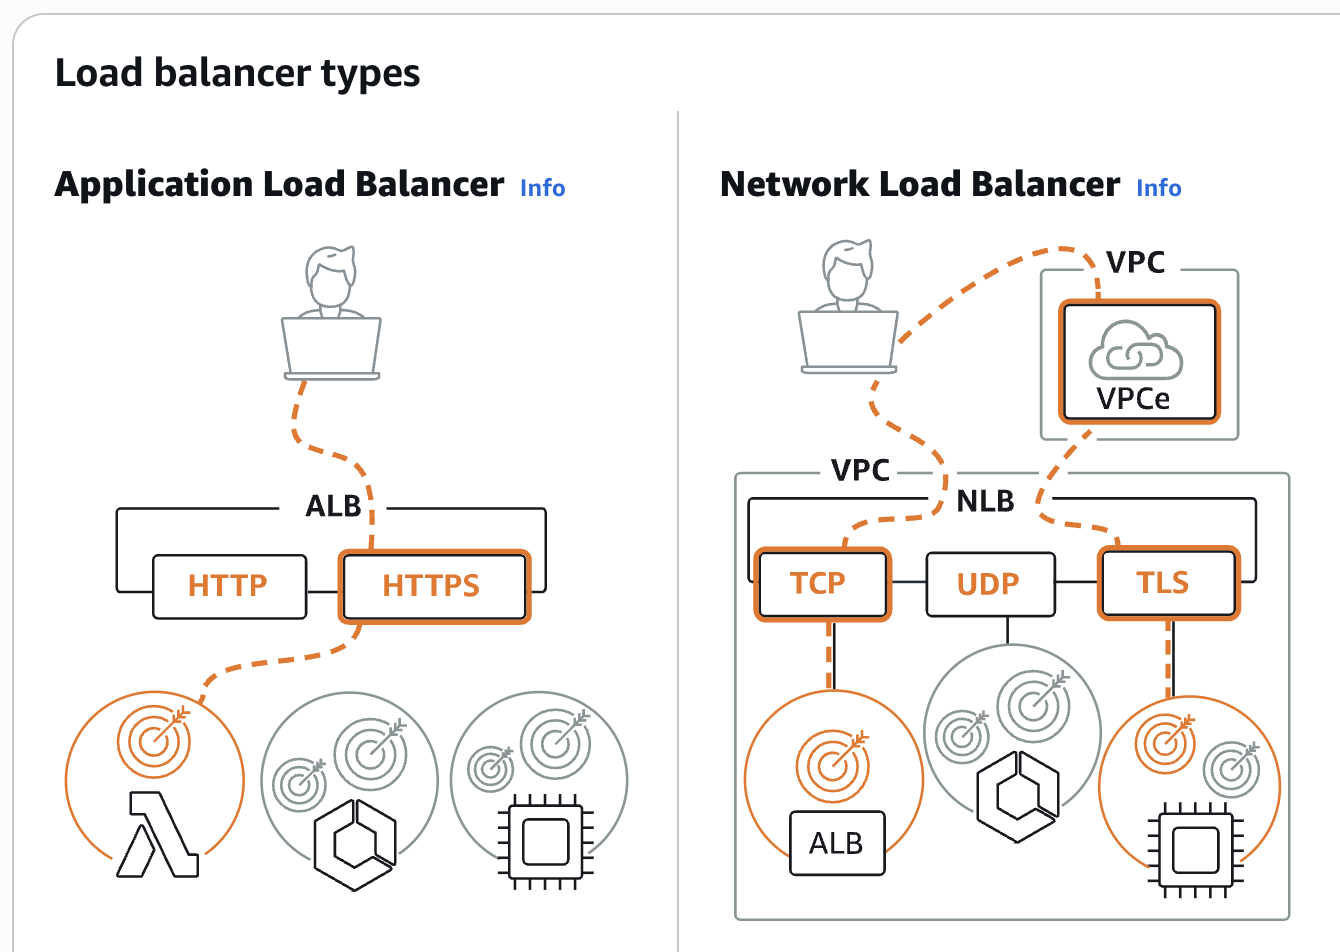 Load balancer types
Application Load Balancer Info
ALB
HTTP
HTTPS
Network Load Balancer Info
VPC
VPCe
VPC
NLB
TCP
UDP
TLS
ALB